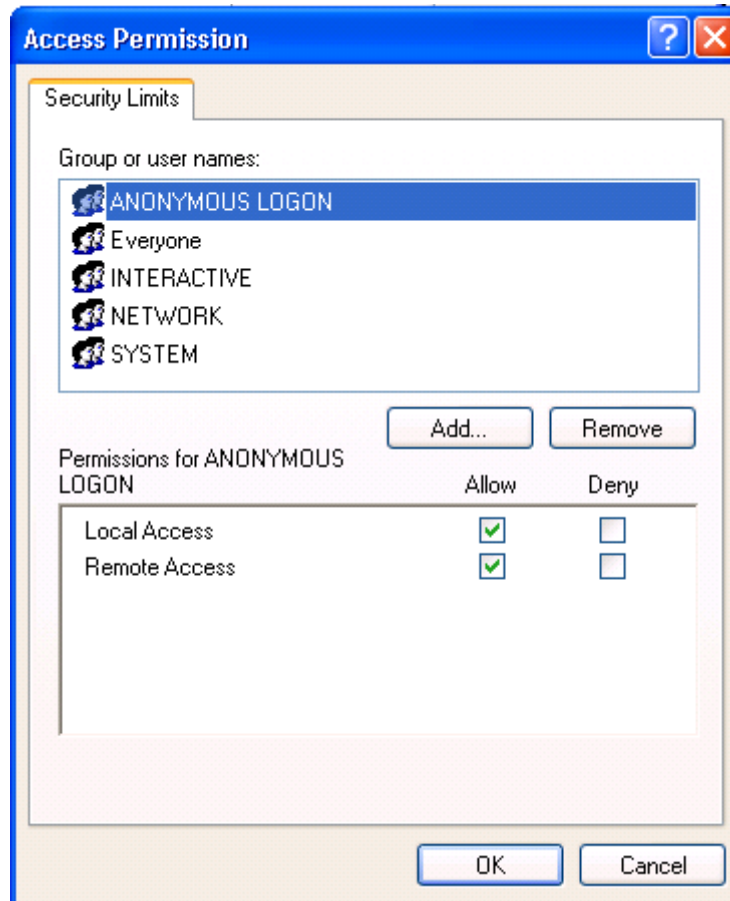 Access Permission
Security Limits
Group or user names:
ANONYMOUS LOGON
Everyone
INTERACTIVE
NETWORK
SYSTEM
Add... Remove
Permissions for ANONYMOUS
LOGON Allow Deny
Local Access
Remote Access
OK Cancel